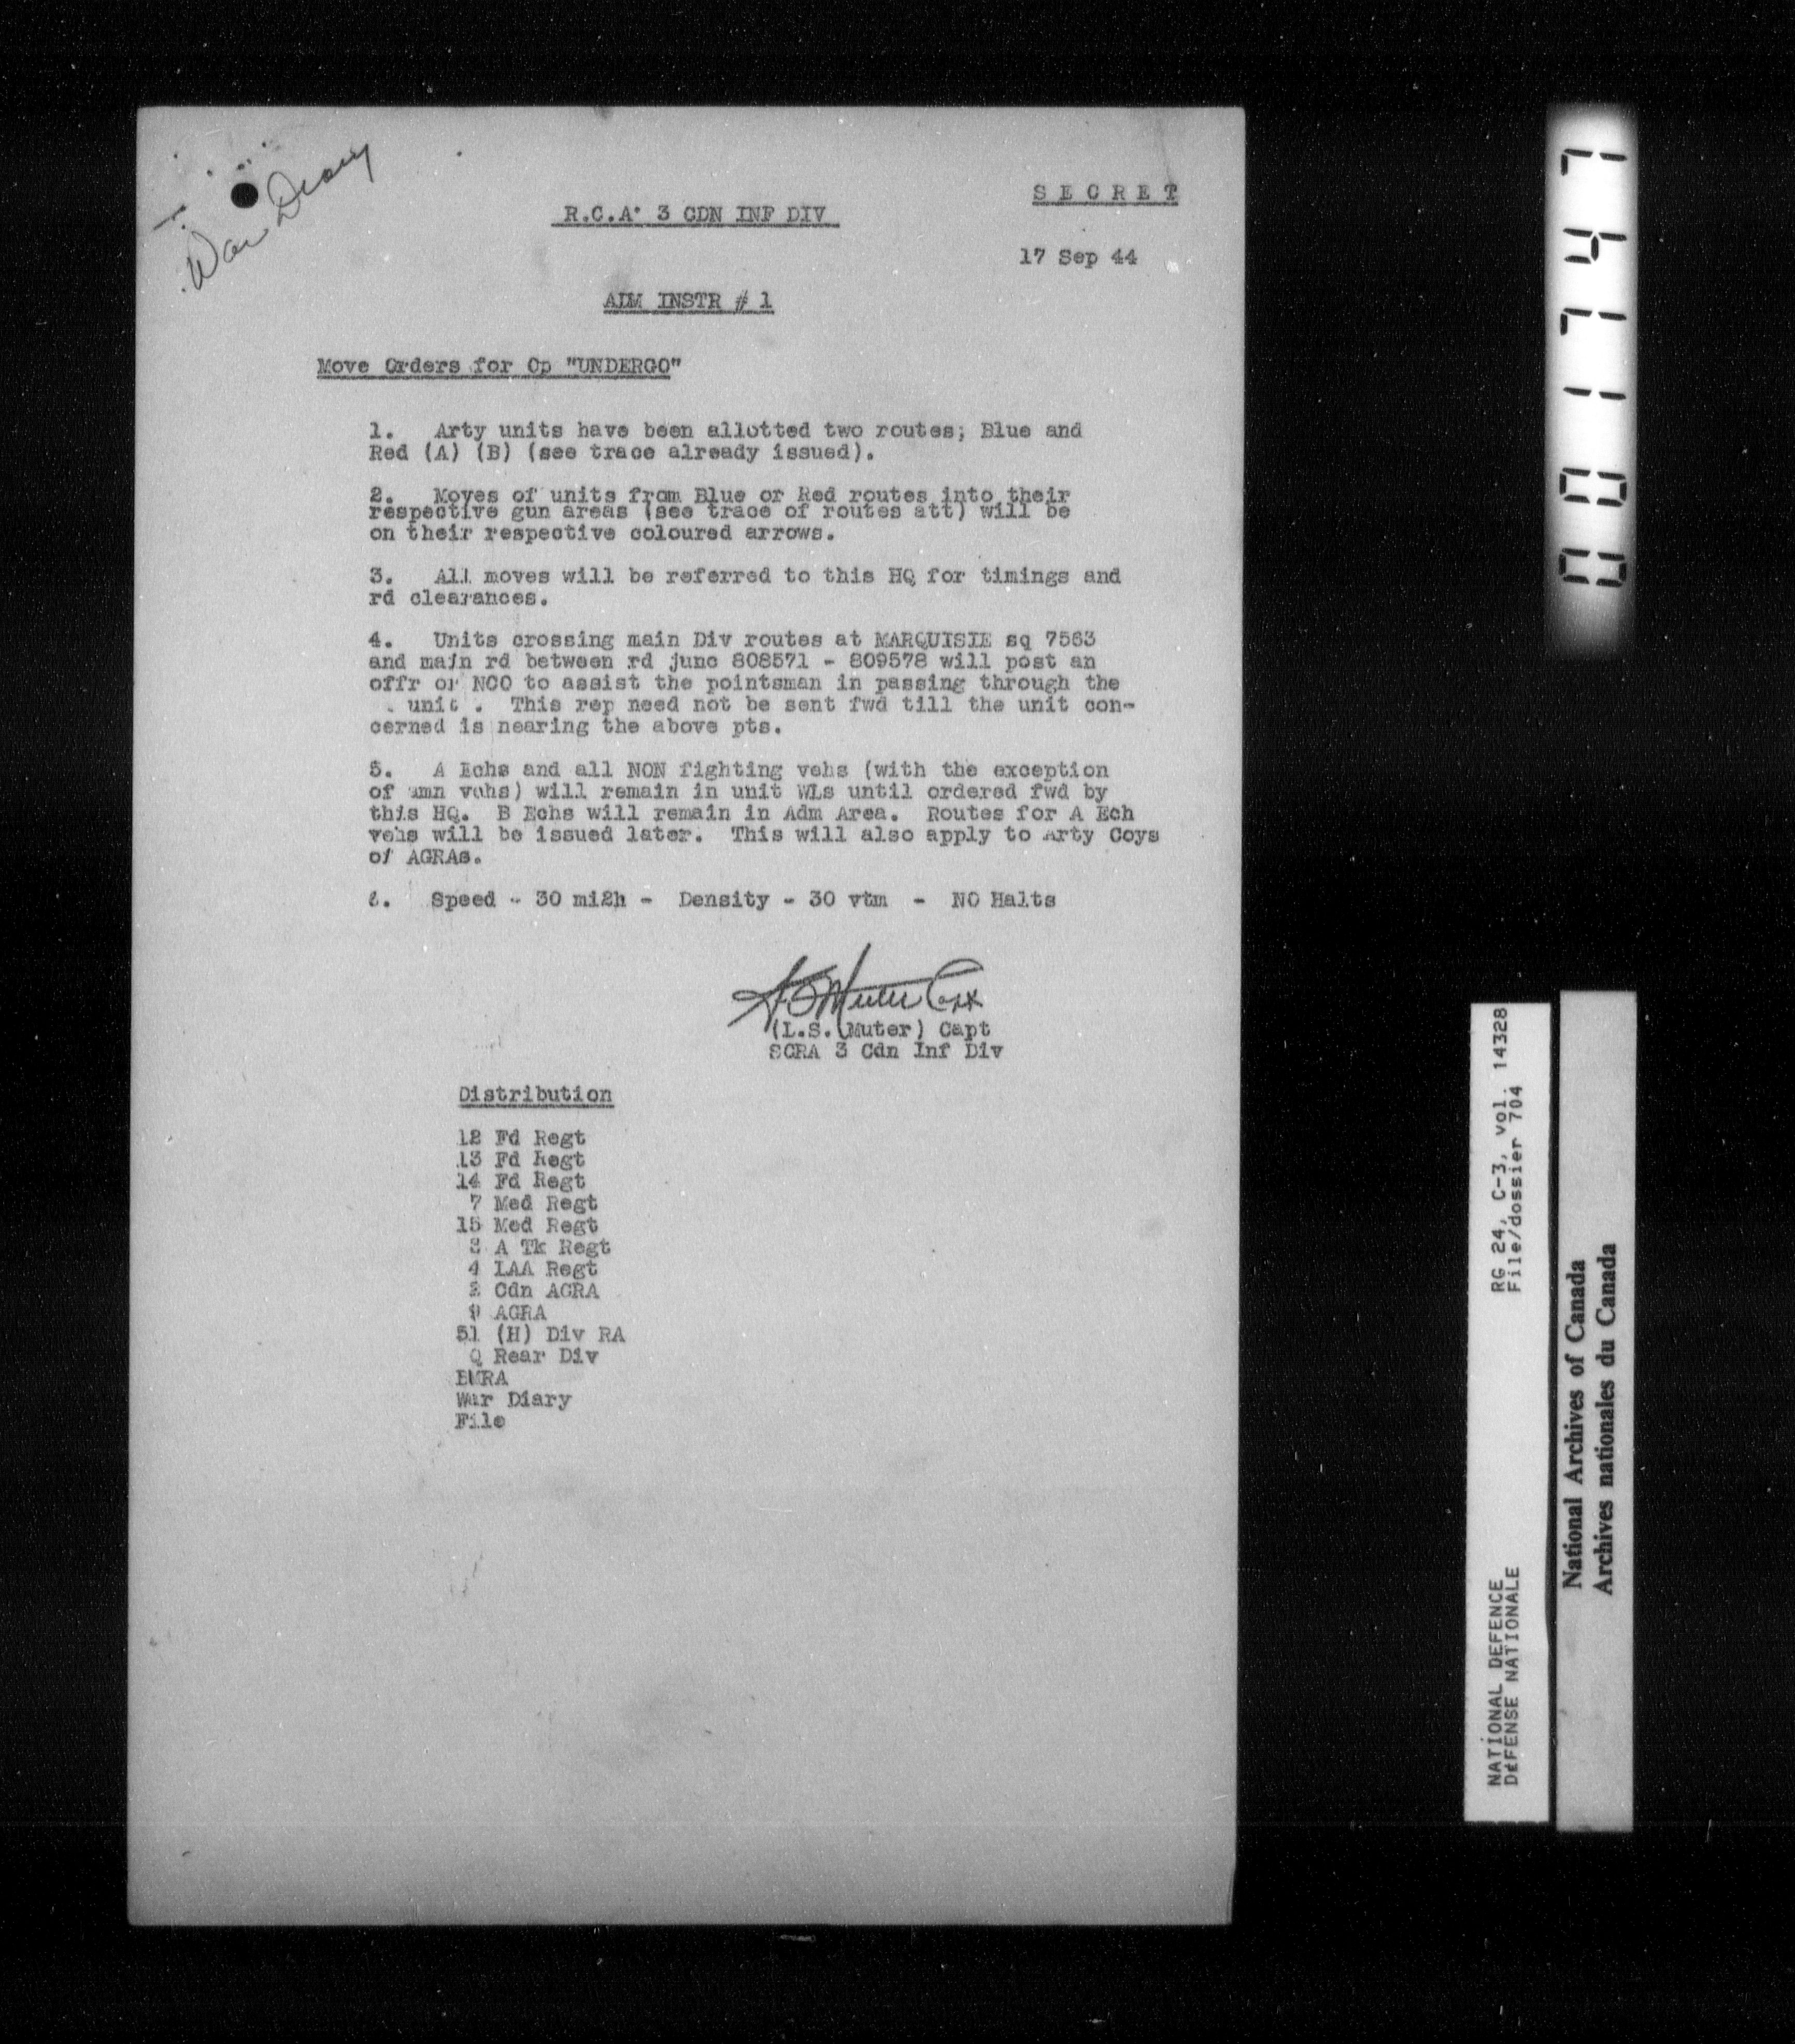 War Diary
SECRET
R.C.A. 3 CDN INF DIV
17 Sep 44
ADM INSTR # 1
Move Orders for Op "UNDERGO"
1. Arty units have been allotted two routes; Blue and
Red (A) (B) (see trace already issued).
2. Moves of units from Blue or Red routes into their
respective gun areas (see trace of routes att) will be
on their respective coloured arrows.
3. All moves will be referred to this HQ for timings and
rd clearances.
4. Units crossing main Div routes at MARQUISIE sq 7563
and main rd between rd junc 808571 - 809578 will post an
offr or NCO to assist the pointsman in passing through the
unit. This rep need not be sent fwd till the unit con-
cerned is nearing the above pts.
5. A Echs and all NON fighting vehs (with the exception
of amn vehs) will remain in unit WLs until ordered fwd by
this HQ. B Echs will remain in Adm Area. Routes for A Ech
vehs will be issued later. This will also apply to Arty Coys
of AGRAs.
6. Speed - 30 mi2h - Density - 30 vtm - NO Halts
(L.S. Muter) Capt
SCRA 3 Cdn Inf Div
Distribution
12 Fd Regt
13 Fd Regt
14 Fd Regt
7 Med Regt
15 Med Regt
3 A Tk Regt
4 LAA Regt
2 Cdn AGRA
9 AGRA
51 (H) Div RA
Q Rear Div
BMRA
War Diary
File
00001747
RG 24, C-3, vol. 14328
File/dossier 704
NATIONAL DEFENCE
DÉFENSE NATIONALE
National Archives of Canada
Archives nationales du Canada